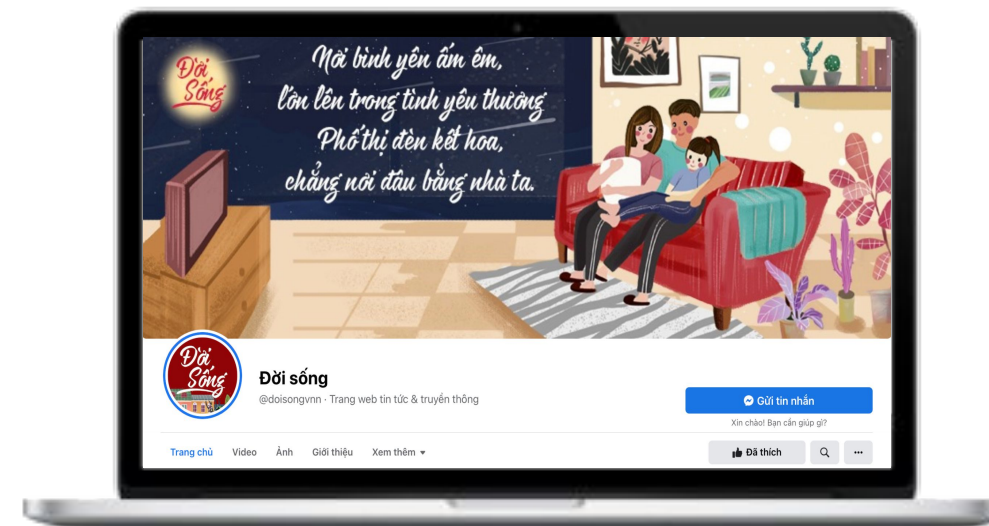 Đời
Sống
Nơi bình yên ấm êm,
lớn lên trong tình yêu thương
Phố thị đèn kết hoa,
chẳng nơi đâu bằng nhà ta.
Đời
Sống
Đời sống
@doisongvnn · Trang web tin tức & truyền thông
Gửi tin nhắn
Xin chào! Bạn cần giúp gì?
Trang chủ Video Ảnh Giới thiệu Xem thêm
Đã thích